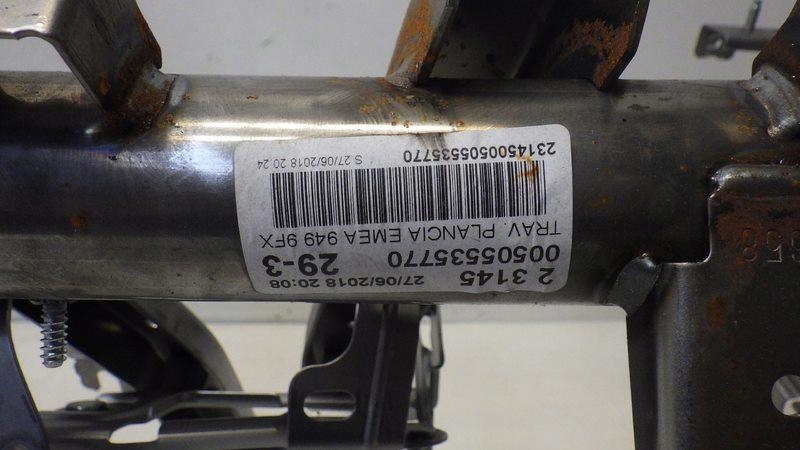 2 3145 27/06/2018 20:08
00505535770 29-3
TRAV. PLANCIA EMEA 949 9FX
2314500505535770 S 27/06/2018 20 24